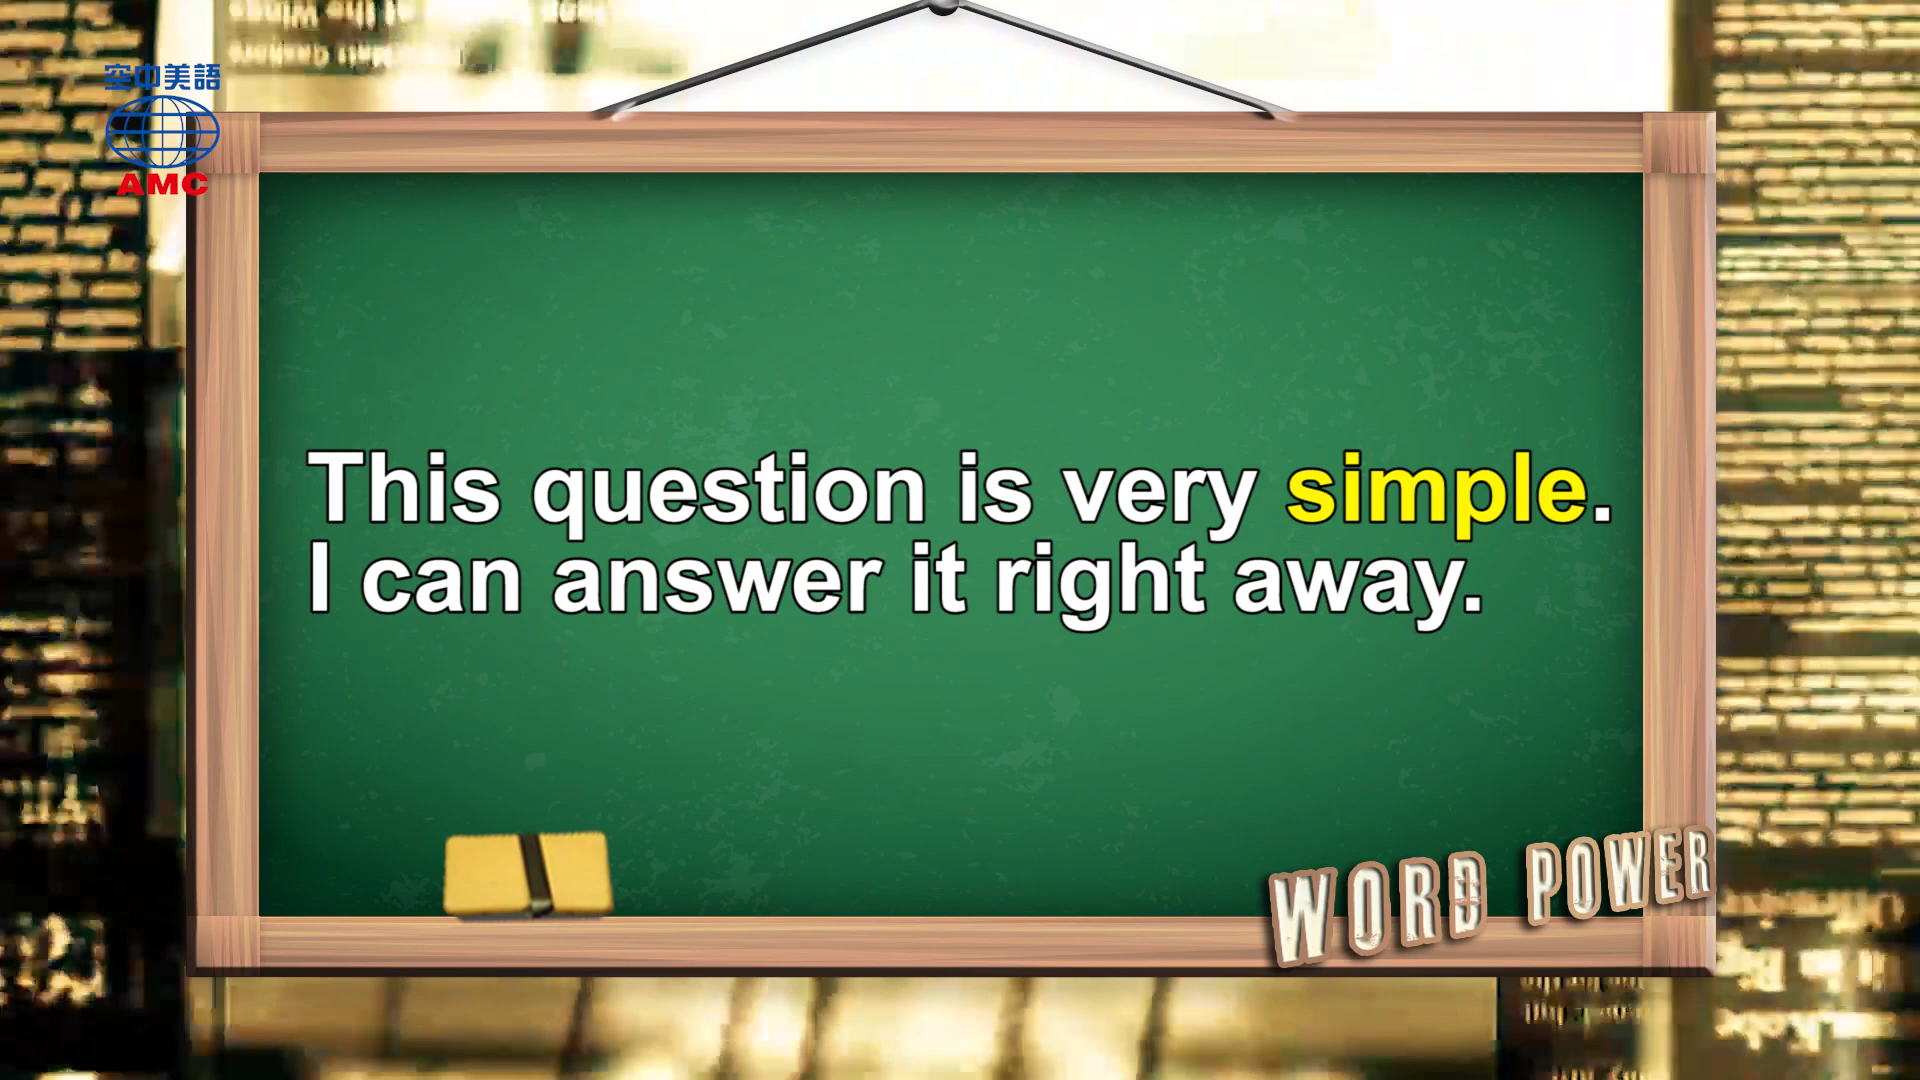 空中美語
AMC
This question is very simple.
I can answer it right away.
WORD POWER